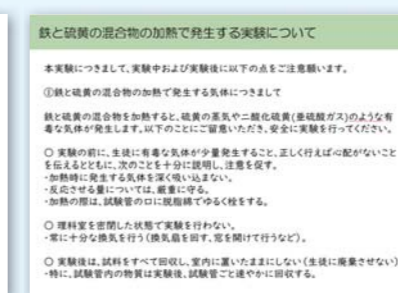 鉄と硫黄の混合物の加熱で発生する実験について
本実験につきまして、実験中および実験後に以下の点をご注意願います。
①鉄と硫黄の混合物の加熱で発生する気体につきまして
鉄と硫黄の混合物を加熱すると、硫黄の蒸気や二酸化硫黄(亜硫酸ガス)のような有
毒な気体が発生します。以下のことにご留意いただき、安全に実験を行ってください。
○ 実験の前に、生徒に有毒な気体が少量発生すること、正しく行えば心配がないこと
を伝えるとともに、次のことを十分に説明し、注意を促す。
・加熱時に発生する気体を深く吸い込まない。
・反応させる量については、厳重に守る。
・加熱の際は、試験管の口に脱脂綿でゆるく栓をする。
○ 理科室を密閉した状態で実験を行わない。
・常に十分な換気を行う(換気扇を回す、窓を開けて行うなど)。
○ 実験後は、試料をすべて回収し、室内に置いたままにしない(生徒に廃棄させない)
・特に、試験管内の物質は実験後、試験管ごと速やかに回収する。